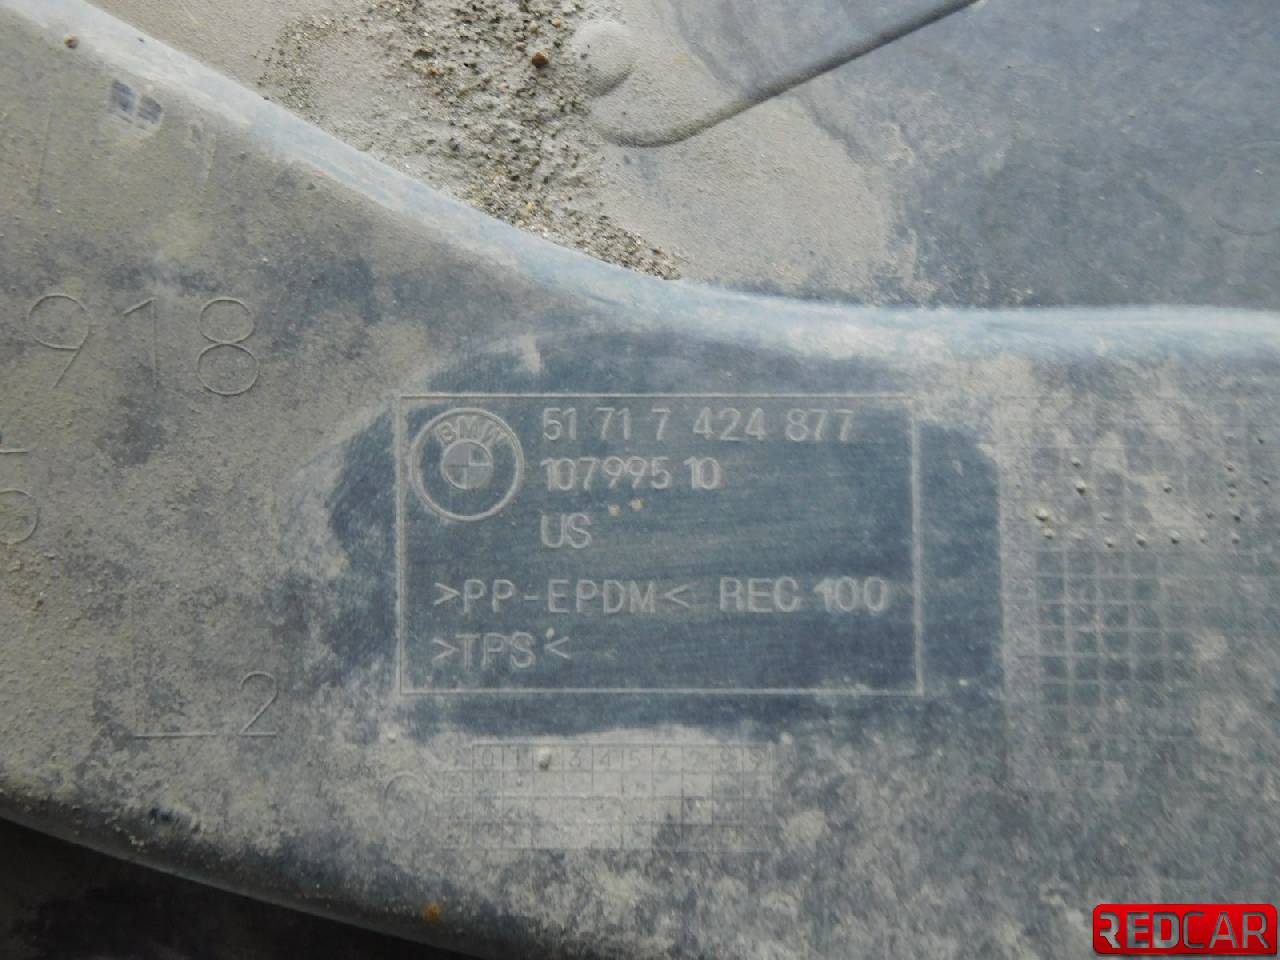 918
BMW
51 71 7 424 877
107995 10
US
>PP-EPDM< REC 100
>TPS<
L2
REDCAR